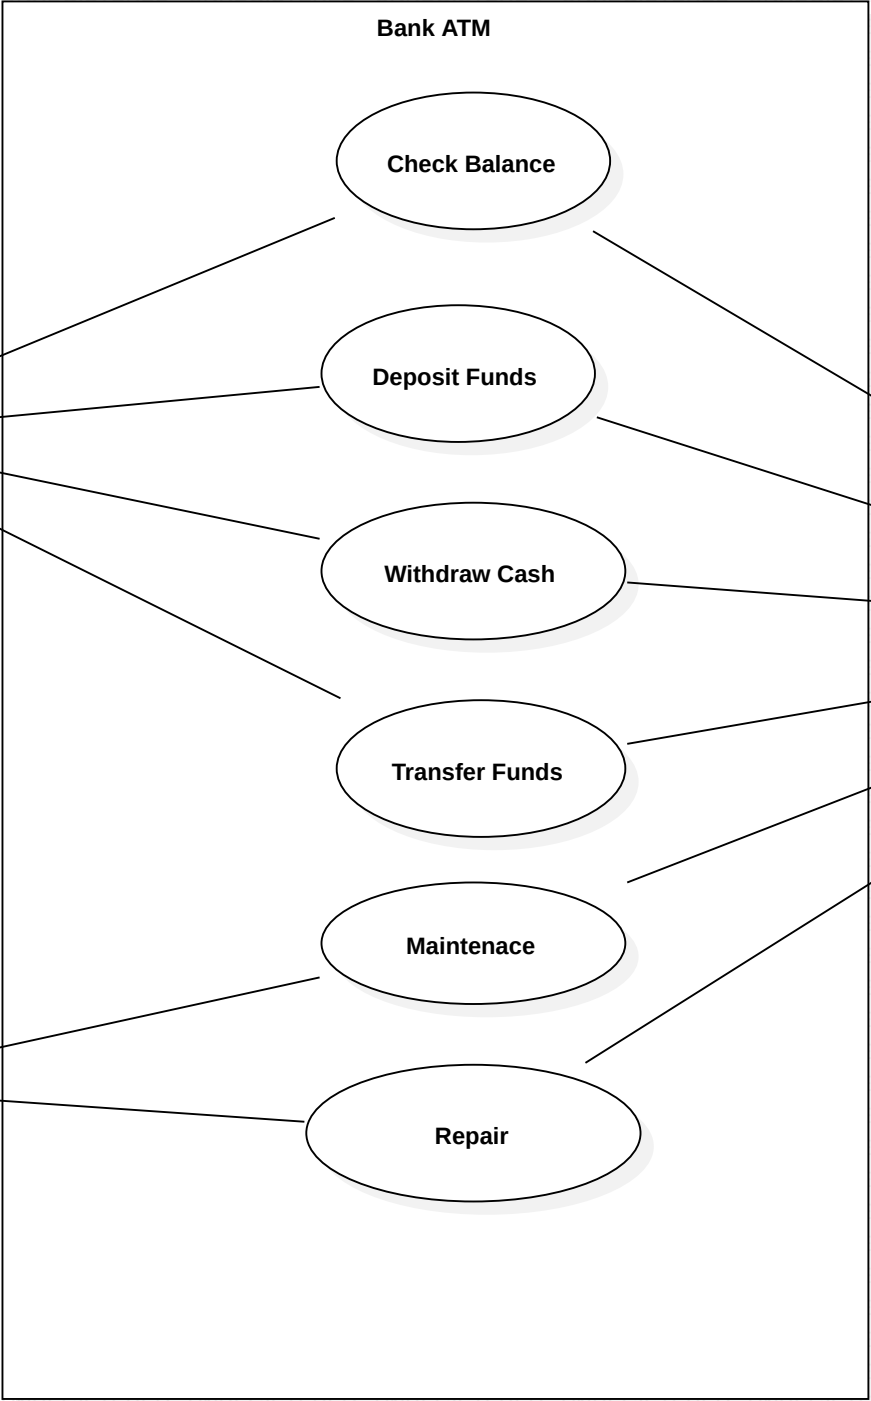 Bank ATM
Check Balance
Deposit Funds
Withdraw Cash
Transfer Funds
Maintenace
Repair